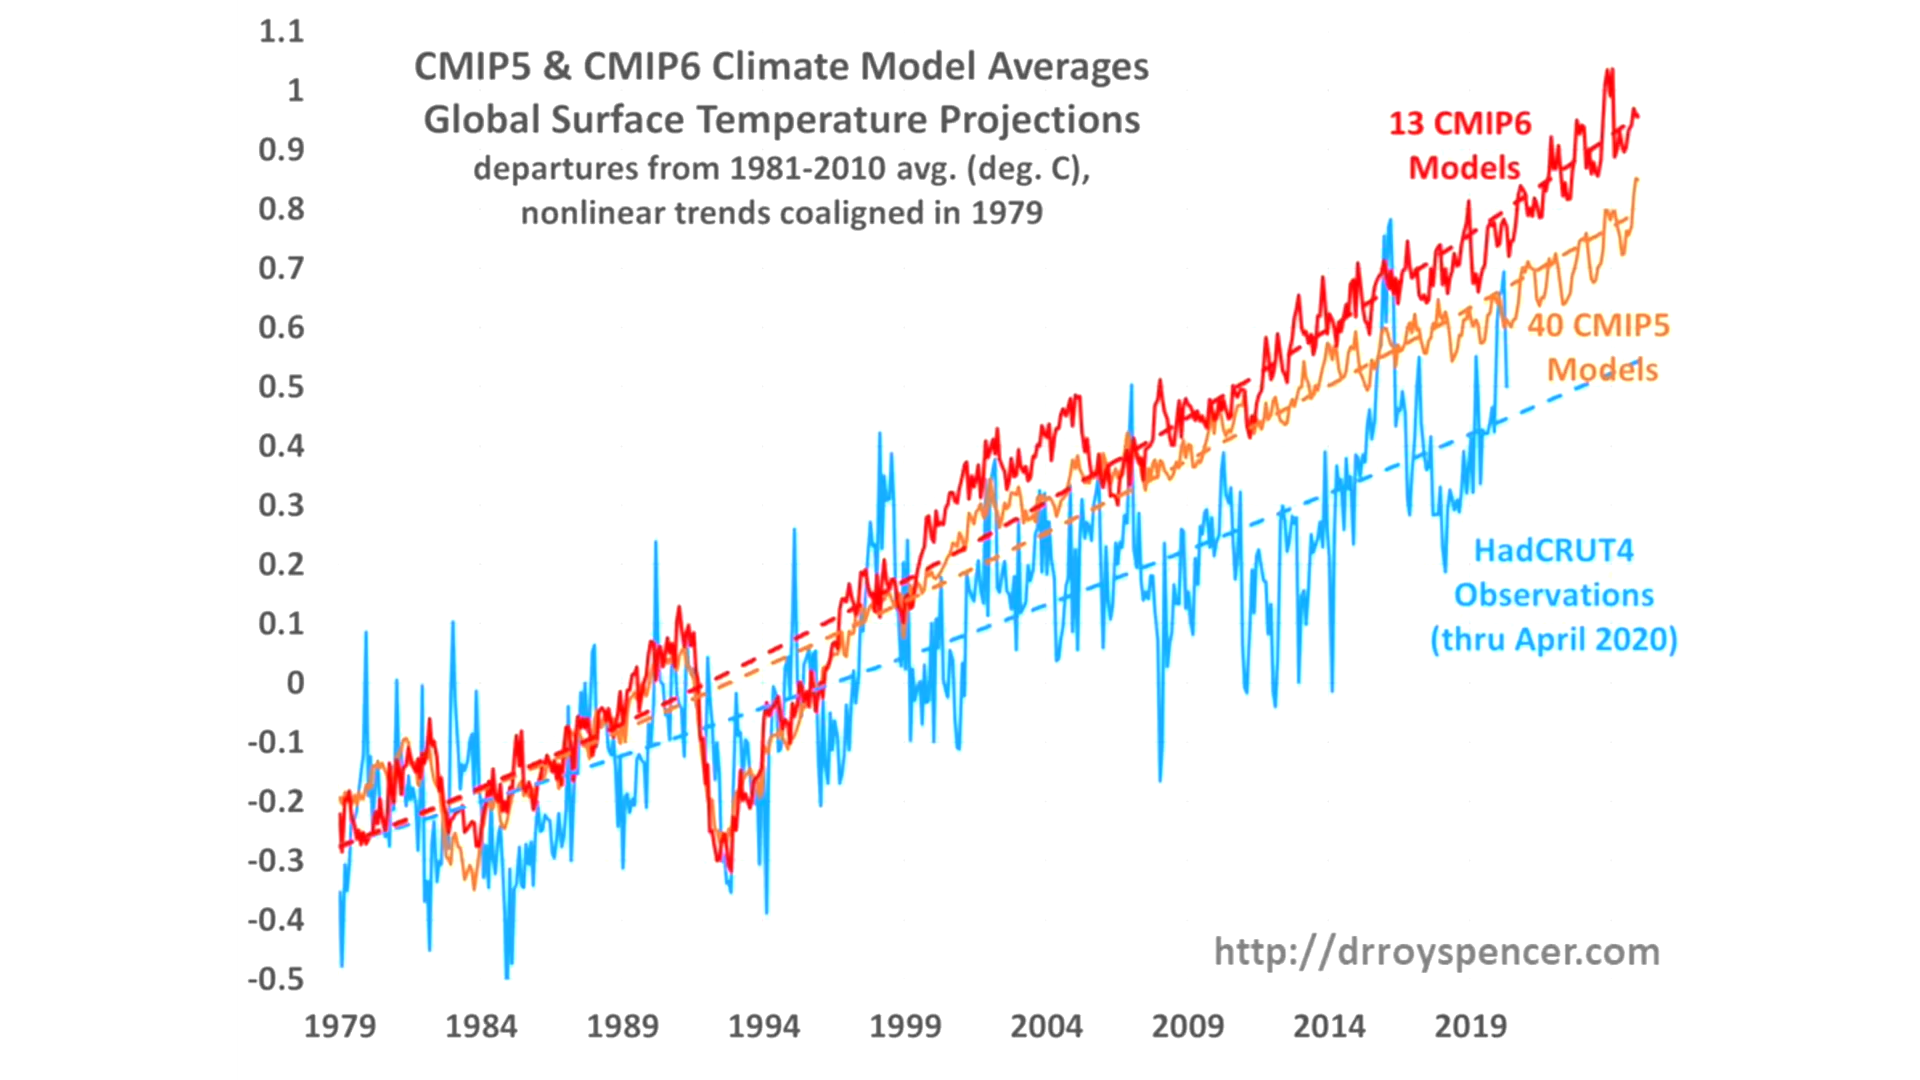 CMIP5 & CMIP6 Climate Model Averages
Global Surface Temperature Projections
departures from 1981-2010 avg. (deg. C),
nonlinear trends coaligned in 1979
1.1
1
0.9
0.8
0.7
0.6
0.5
0.4
0.3
0.2
0.1
0
-0.1
-0.2
-0.3
-0.4
-0.5
13 CMIP6
Models
40 CMIP5
Models
HadCRUT4
Observations
(thru April 2020)
http://drroyspencer.com
1979 1984 1989 1994 1999 2004 2009 2014 2019